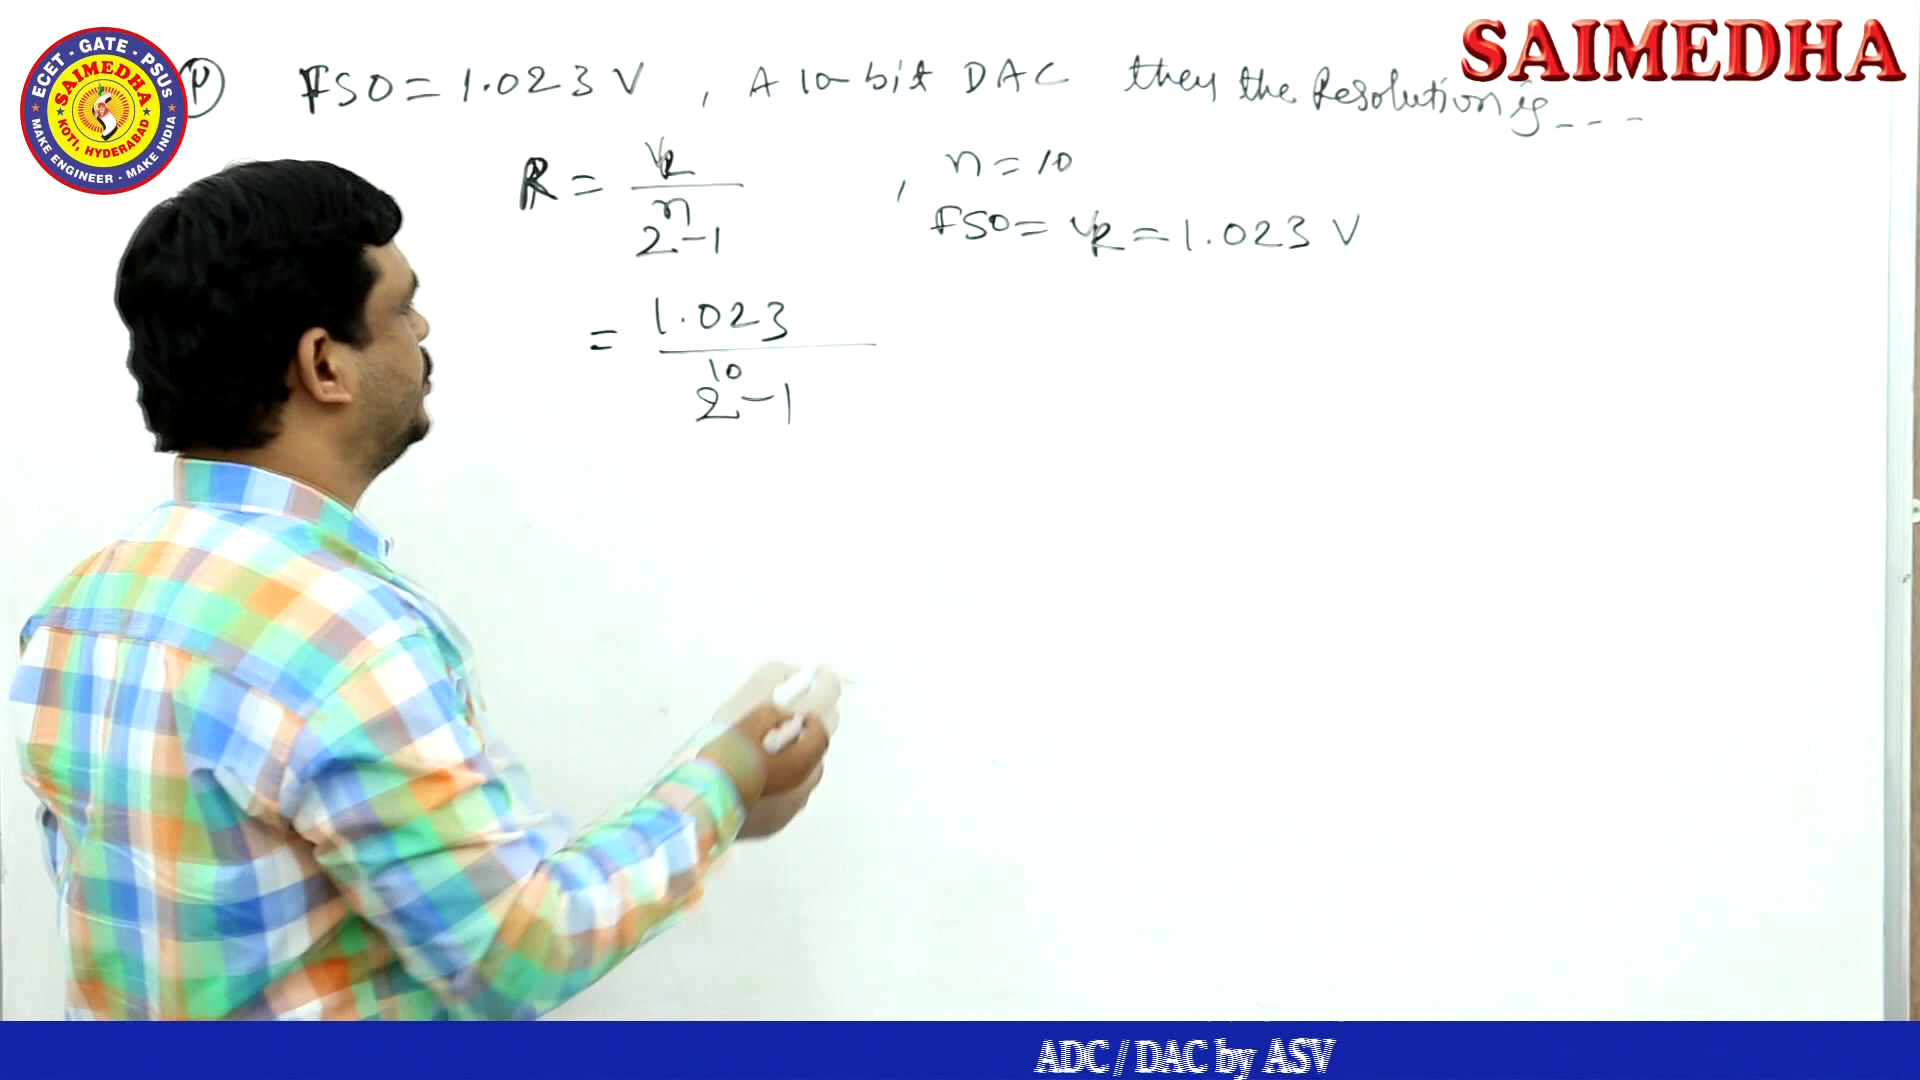 SAIMEDHA
ECET - GATE - PSUS
SAIMEDHA
KOTI, HYDERABAD
MAKE ENGINEER - MAKE INDIA
P) FSO = 1.023 V , A 10-bit DAC then the Resolution is - - -
R = VR / 2^n - 1 , n = 10
FSO = VR = 1.023 V
= 1.023 / 2^10 - 1
ADC / DAC by ASV